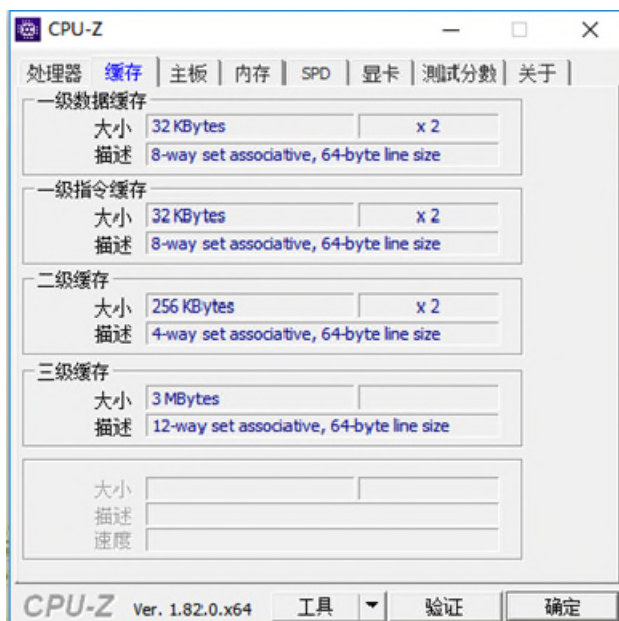 CPU-Z
处理器 缓存 主板 内存 SPD 显卡 測試分數 关于
一级数据缓存
大小 32 KBytes x 2
描述 8-way set associative, 64-byte line size
一级指令缓存
大小 32 KBytes x 2
描述 8-way set associative, 64-byte line size
二级缓存
大小 256 KBytes x 2
描述 4-way set associative, 64-byte line size
三级缓存
大小 3 MBytes
描述 12-way set associative, 64-byte line size
大小
描述
速度
CPU-Z Ver. 1.82.0.x64 工具 验证 确定